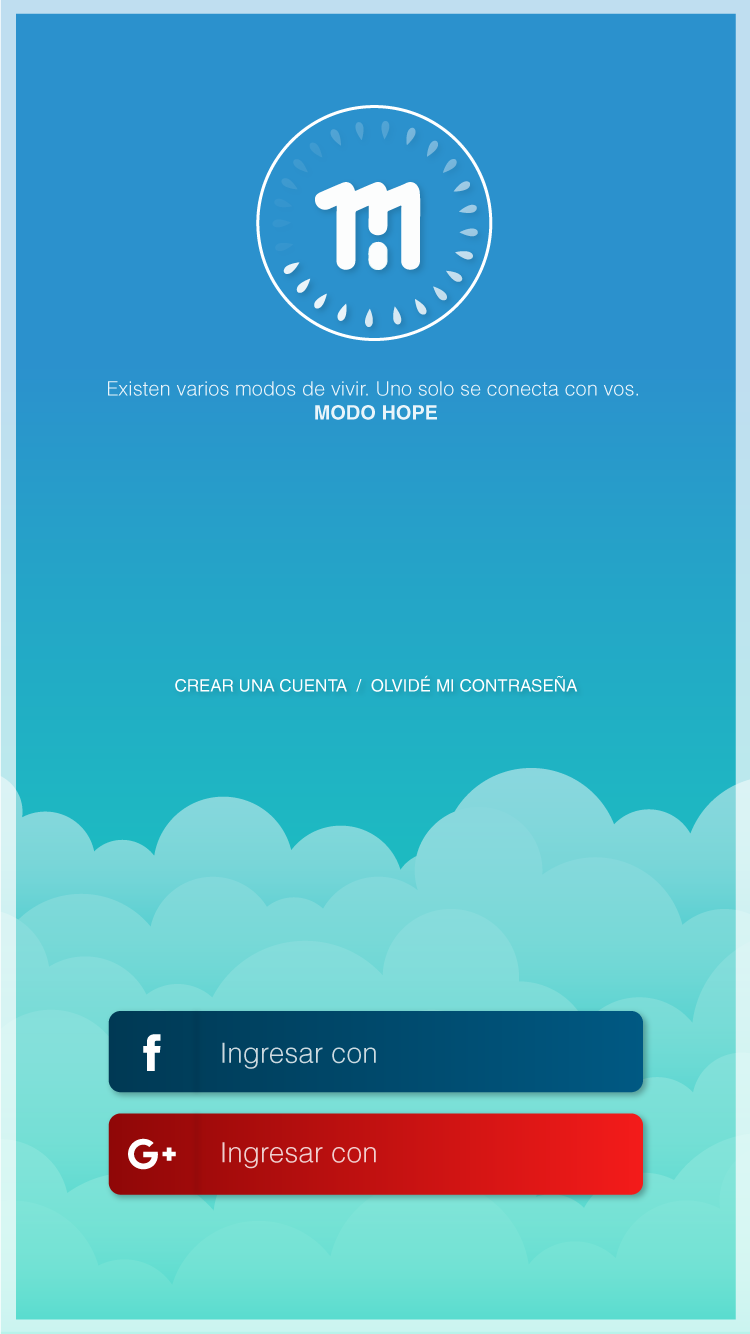 Existen varios modos de vivir. Uno solo se conecta con vos.
MODO HOPE
CREAR UNA CUENTA / OLVIDÉ MI CONTRASEÑA
f Ingresar con
G+ Ingresar con